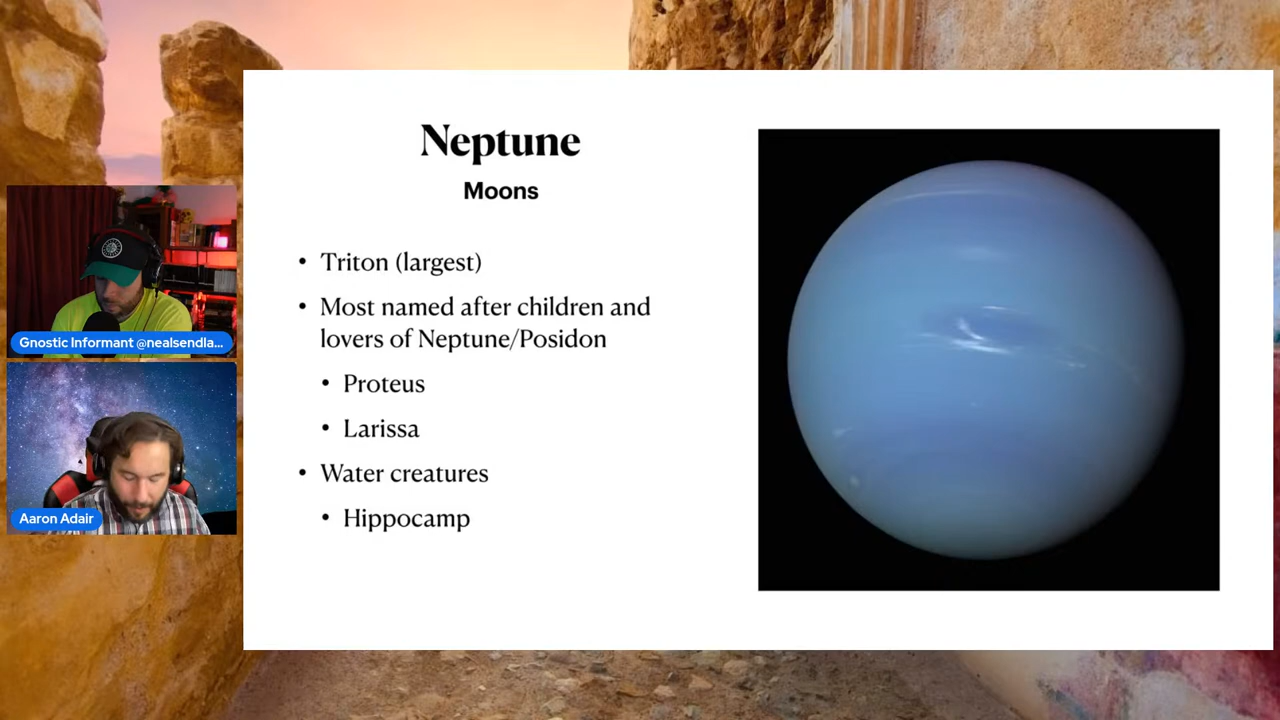 Neptune
Moons
• Triton (largest)
• Most named after children and
lovers of Neptune/Posidon
• Proteus
• Larissa
• Water creatures
• Hippocamp
Gnostic Informant @nealsendla...
Aaron Adair